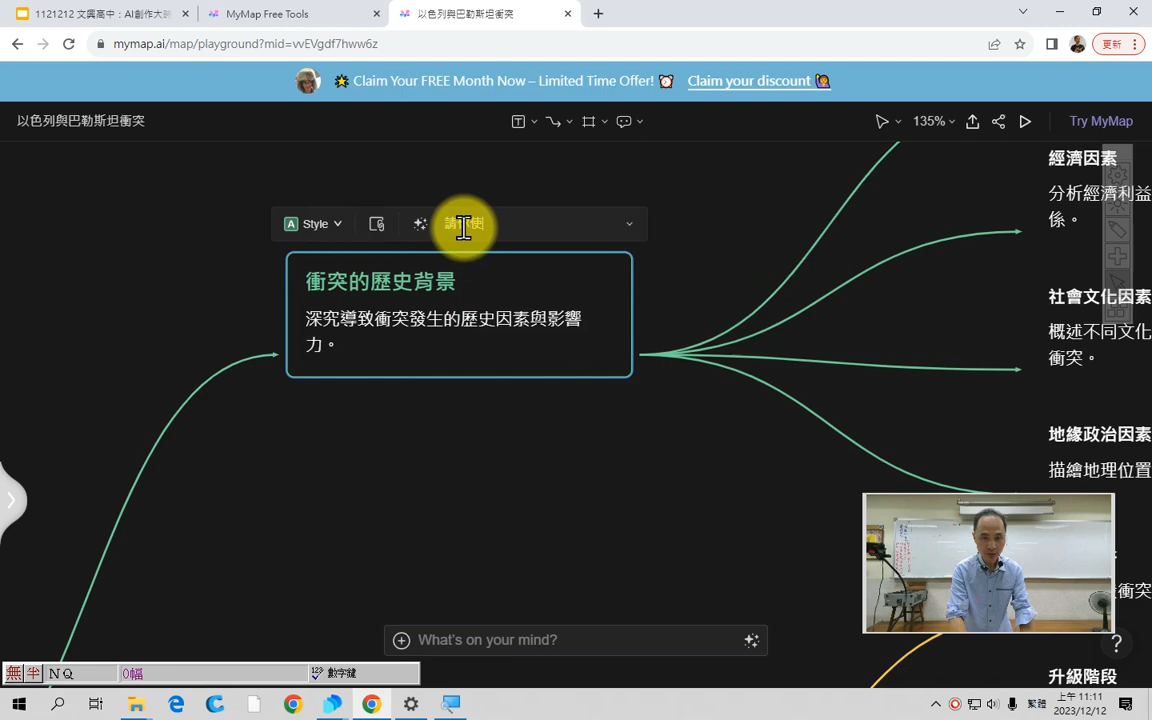 1121212 文興高中：AI創作大
MyMap Free Tools
以色列與巴勒斯坦衝突
mymap.ai/map/playground?mid=vvEVgdf7hww6z
更新
Claim Your FREE Month Now – Limited Time Offer! Claim your discount
以色列與巴勒斯坦衝突
135%
Try MyMap
A Style
請你使
衝突的歷史背景
深究導致衝突發生的歷史因素與影響
力。
經濟因素
分析經濟利益
係。
社會文化因素
概述不同文化
衝突。
地緣政治因素
描繪地理位置
衝突
升級階段
What's on your mind?
?
無 半 N Q 0幅 123 數字鍵
繁體
上午 11:11
2023/12/12